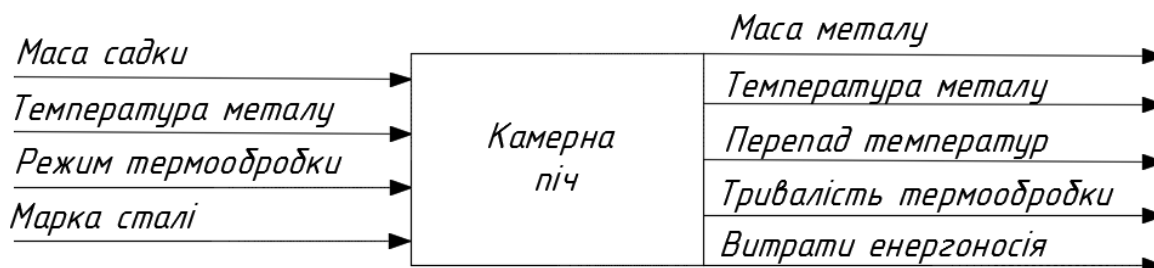 Маса садки
Температура металу
Режим термообробки
Марка сталі
Камерна
піч
Маса металу
Температура металу
Перепад температур
Тривалість термообробки
Витрати енергоносія